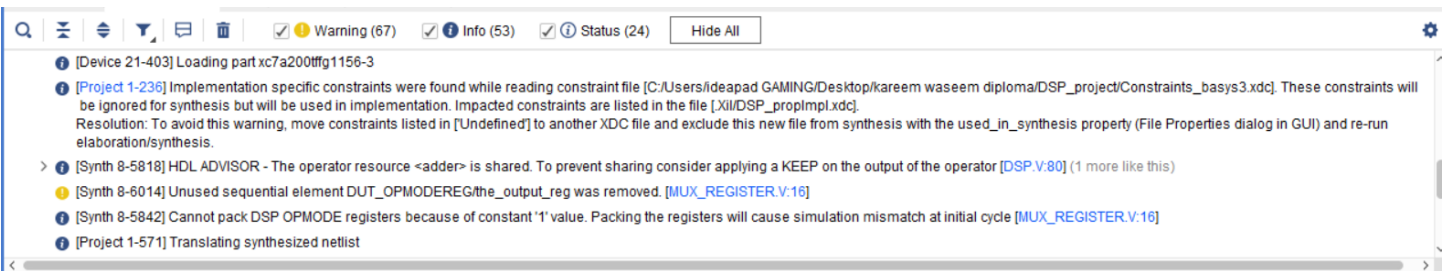 Warning (67) Info (53) Status (24) Hide All
[Device 21-403] Loading part xc7a200tffg1156-3
[Project 1-236] Implementation specific constraints were found while reading constraint file [C:/Users/ideapad GAMING/Desktop/kareem waseem diploma/DSP_project/Constraints_basys3.xdc]. These constraints will
be ignored for synthesis but will be used in implementation. Impacted constraints are listed in the file [.Xil/DSP_propImpl.xdc].
Resolution: To avoid this warning, move constraints listed in ['Undefined'] to another XDC file and exclude this new file from synthesis with the used_in_synthesis property (File Properties dialog in GUI) and re-run
elaboration/synthesis.
[Synth 8-5818] HDL ADVISOR - The operator resource <adder> is shared. To prevent sharing consider applying a KEEP on the output of the operator [DSP.V:80] (1 more like this)
[Synth 8-6014] Unused sequential element DUT_OPMODEREG/the_output_reg was removed. [MUX_REGISTER.V:16]
[Synth 8-5842] Cannot pack DSP OPMODE registers because of constant '1' value. Packing the registers will cause simulation mismatch at initial cycle [MUX_REGISTER.V:16]
[Project 1-571] Translating synthesized netlist